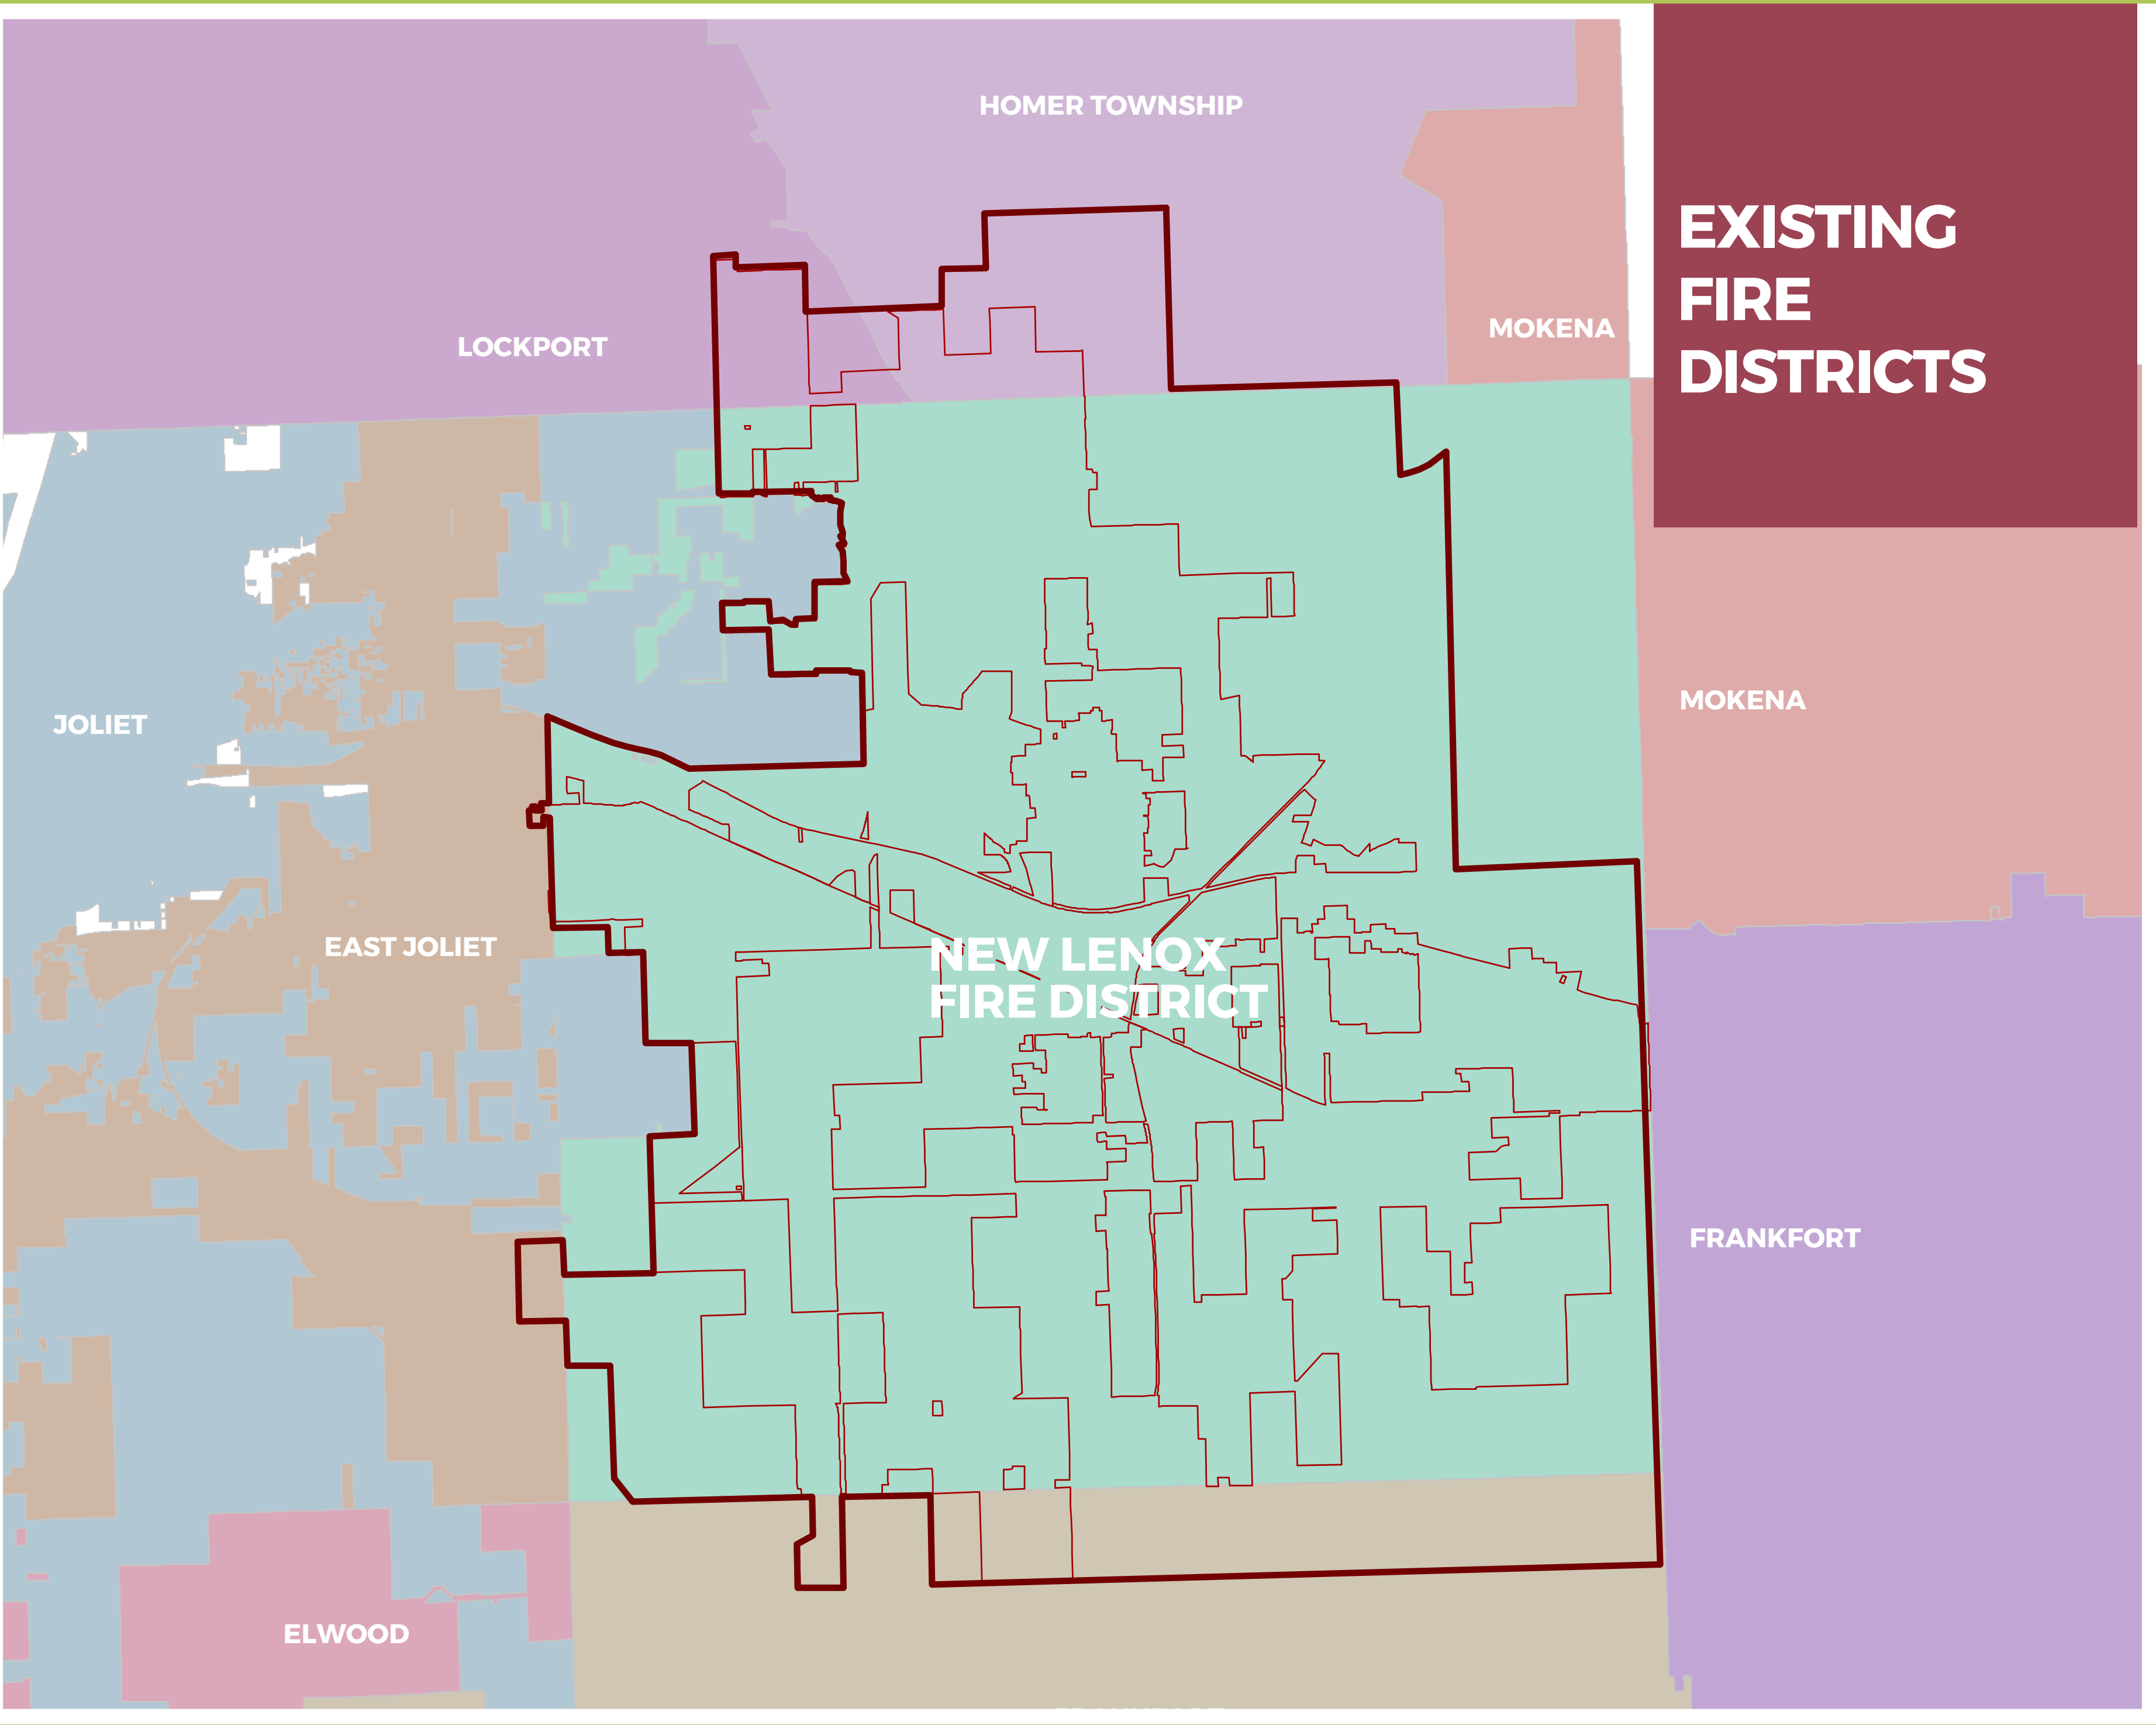 HOMER TOWNSHIP
EXISTING
FIRE
DISTRICTS
LOCKPORT
MOKENA
MOKENA
JOLIET
EAST JOLIET
NEW LENOX
FIRE DISTRICT
FRANKFORT
ELWOOD